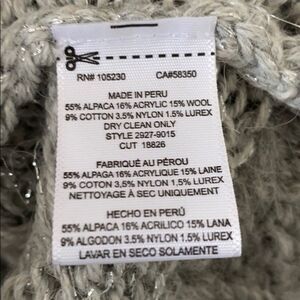 RN# 105230 CA#58350
MADE IN PERU
55% ALPACA 16% ACRYLIC 15% WOOL
9% COTTON 3.5% NYLON 1.5% LUREX
DRY CLEAN ONLY
STYLE 2927-9015
CUT 18826
FABRIQUÉ AU PÉROU
55% ALPAGA 16% ACRYLIQUE 15% LAINE
9% COTON 3.5% NYLON 1.5% LUREX
NETTOYAGE À SEC UNIQUEMENT
HECHO EN PERÚ
55% ALPACA 16% ACRILICO 15% LANA
9% ALGODON 3.5% NYLON 1.5% LUREX
LAVAR EN SECO SOLAMENTE